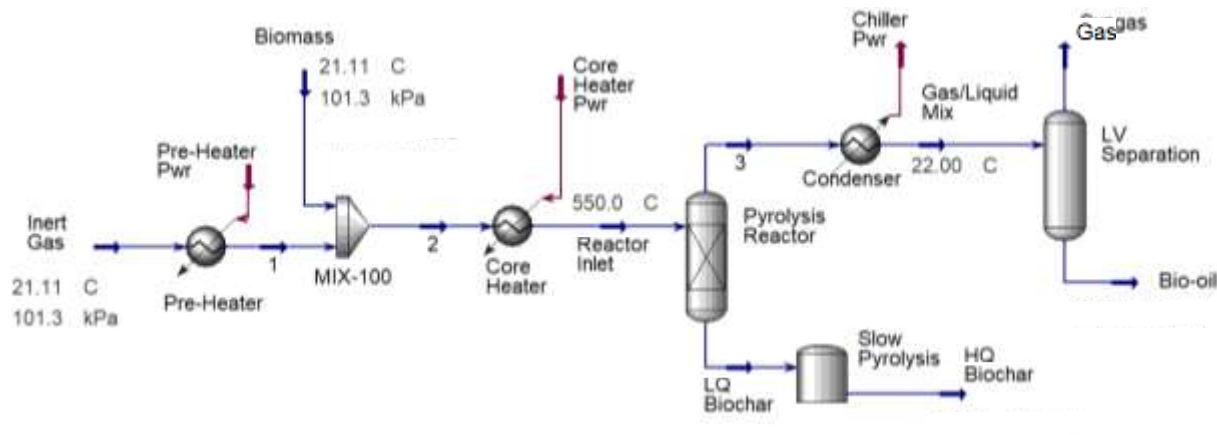 Biomass
21.11 C
101.3 kPa
Pre-Heater
Pwr
Inert
Gas
21.11 C
101.3 kPa
1
Pre-Heater
MIX-100
2
Core
Heater
Pwr
Core
Heater
550.0 C
Reactor
Inlet
Pyrolysis
Reactor
3
Chiller
Pwr
Condenser
Gas/Liquid
Mix
22.00 C
Gas
LV
Separation
Bio-oil
LQ
Biochar
Slow
Pyrolysis
HQ
Biochar